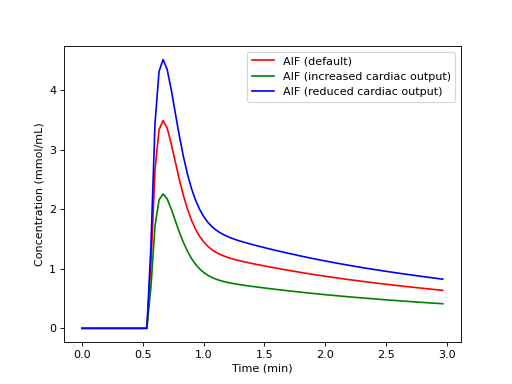 AIF (default)
AIF (increased cardiac output)
AIF (reduced cardiac output)
Concentration (mmol/mL)
4
3
2
1
0
0.0 0.5 1.0 1.5 2.0 2.5 3.0
Time (min)